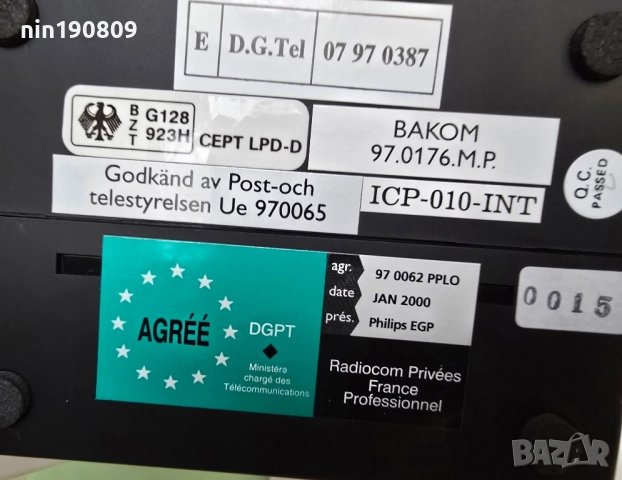 nin190809
E D.G.Tel 07 97 0387
BZT G128 923H CEPT LPD-D
BAKOM
97.0176.M.P.
Godkänd av Post-och
telestyrelsen Ue 970065
ICP-010-INT
Q.C.
PASSED
AGRÉÉ
DGPT
Ministéra
chargé des
Télécommunications
agr. 97 0062 PPLO
date JAN 2000
prés. Philips EGP
Radiocom Privées
France
Professionnel
0015
BAZAR